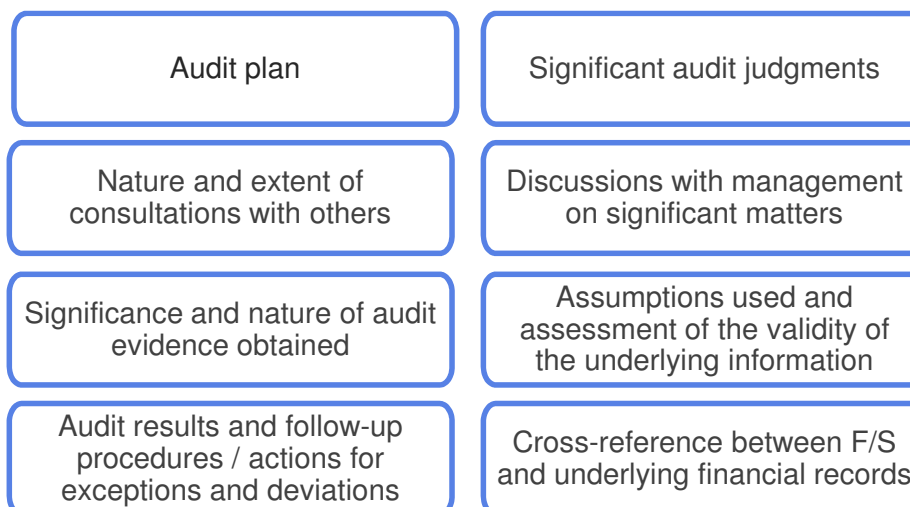 Audit plan
Significant audit judgments
Nature and extent of
consultations with others
Discussions with management
on significant matters
Significance and nature of audit
evidence obtained
Assumptions used and
assessment of the validity of
the underlying information
Audit results and follow-up
procedures / actions for
exceptions and deviations
Cross-reference between F/S
and underlying financial records